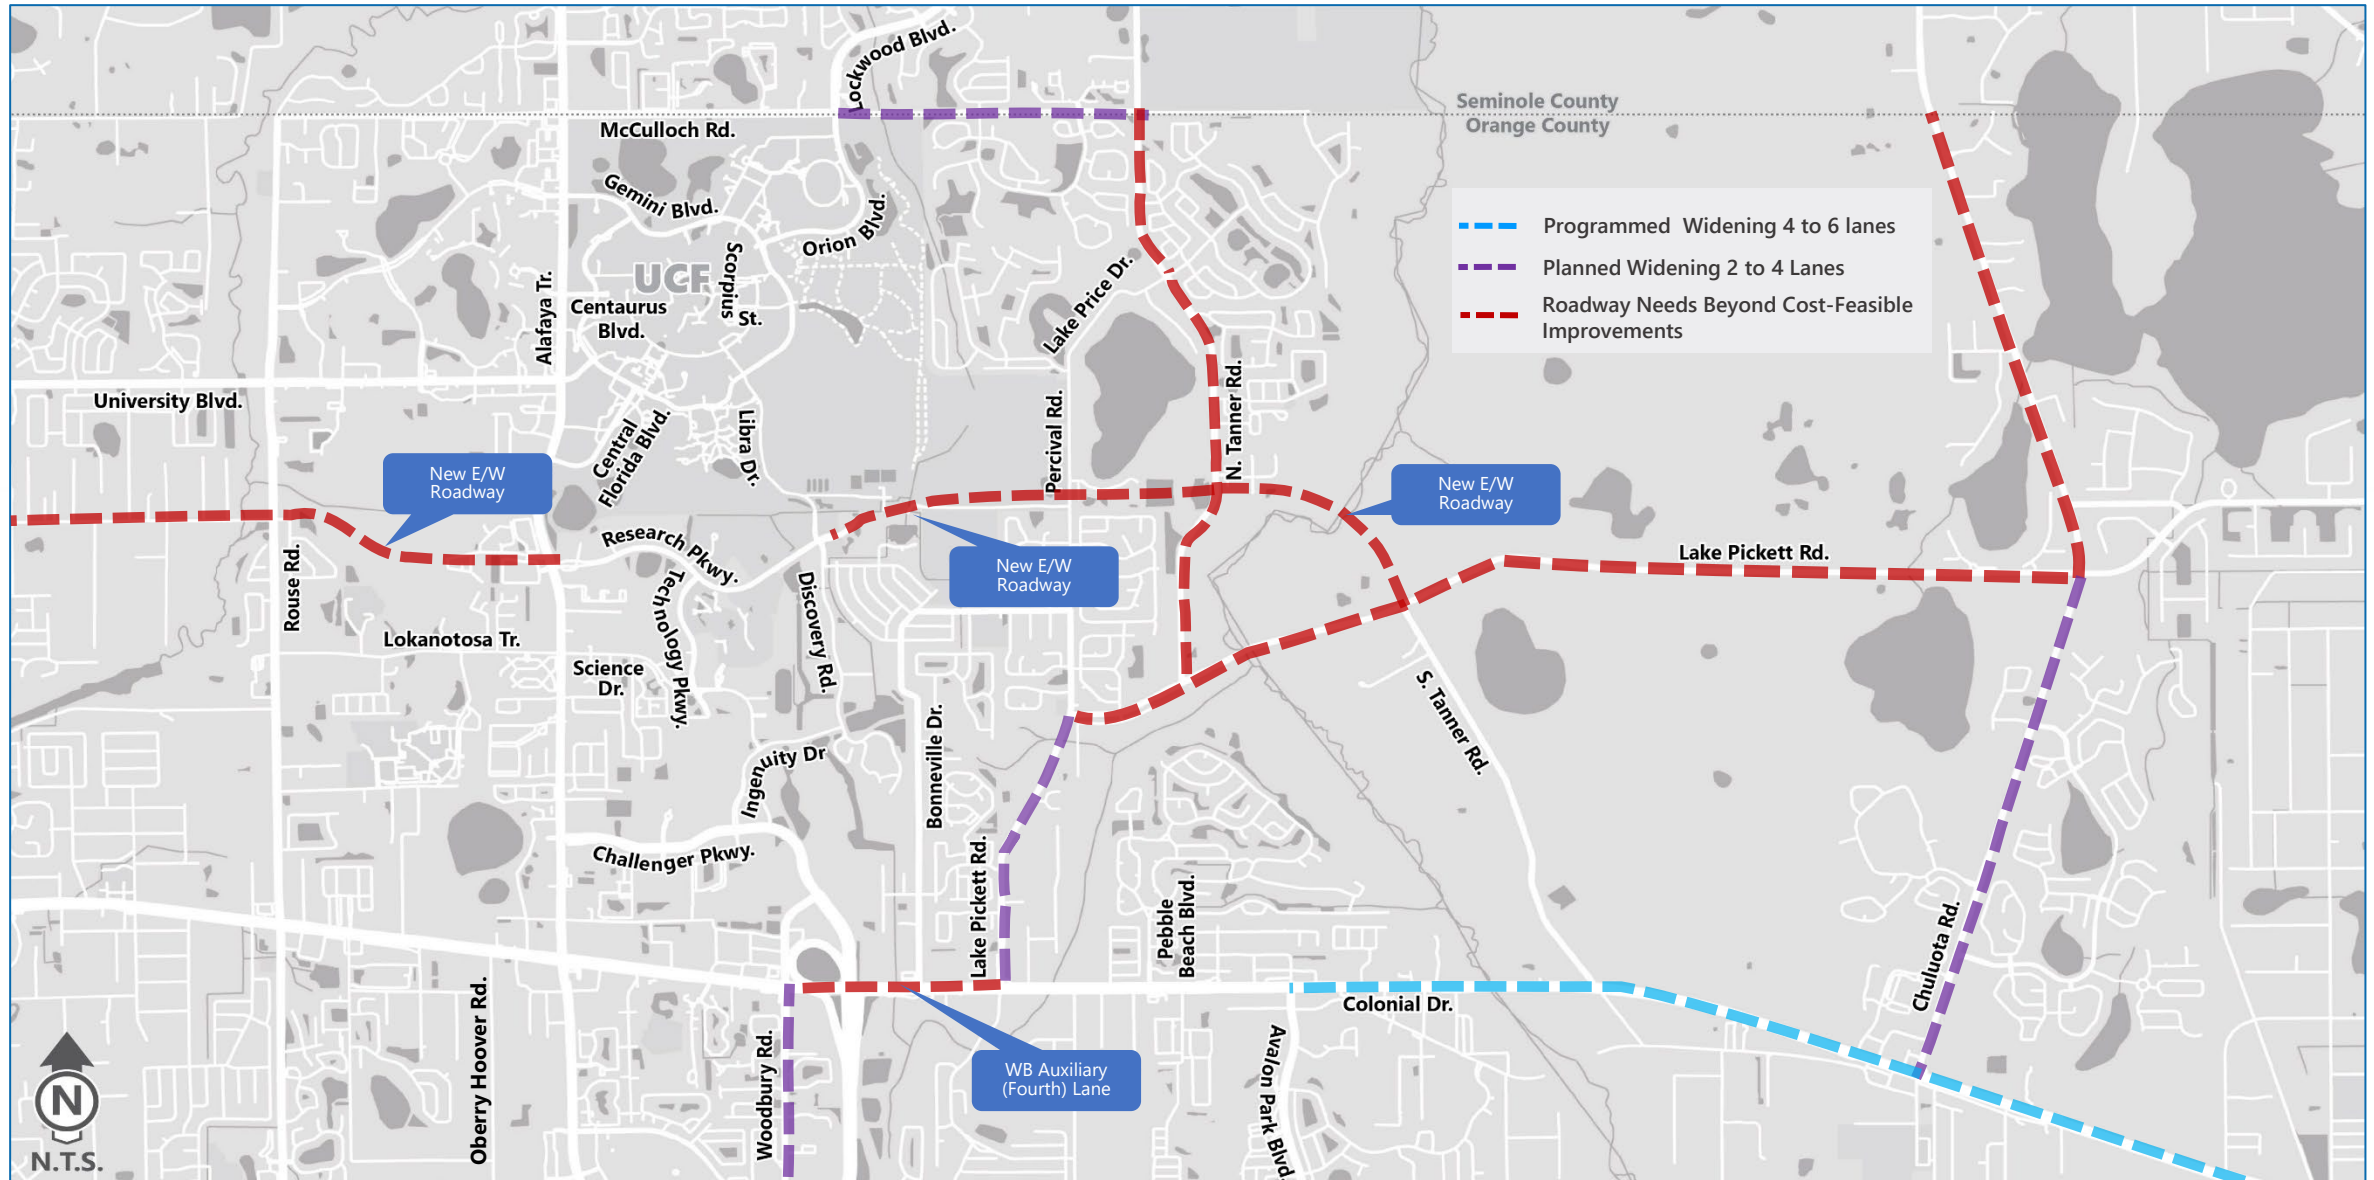 Lockwood Blvd.
McCulloch Rd.
Seminole County
Orange County
Gemini Blvd.
Orion Blvd.
Scorpius
St.
UCF
Centaurus
Blvd.
Alafaya Tr.
Lake Price Dr.
Programmed Widening 4 to 6 lanes
Planned Widening 2 to 4 Lanes
Roadway Needs Beyond Cost-Feasible
Improvements
University Blvd.
Central
Florida Blvd.
Libra Dr.
Percival Rd.
N. Tanner Rd.
New E/W
Roadway
New E/W
Roadway
New E/W
Roadway
Rouse Rd.
Research Pkwy.
Technology Pkwy.
Discovery Rd.
Lake Pickett Rd.
Lokanotosa Tr.
Science
Dr.
S. Tanner Rd.
Ingenuity Dr
Bonneville Dr.
Challenger Pkwy.
Lake Pickett Rd.
Pebble
Beach Blvd.
Chuluota Rd.
Colonial Dr.
Oberry Hoover Rd.
Woodbury Rd.
WB Auxiliary
(Fourth) Lane
Avalon Park Blvd.
N
N.T.S.